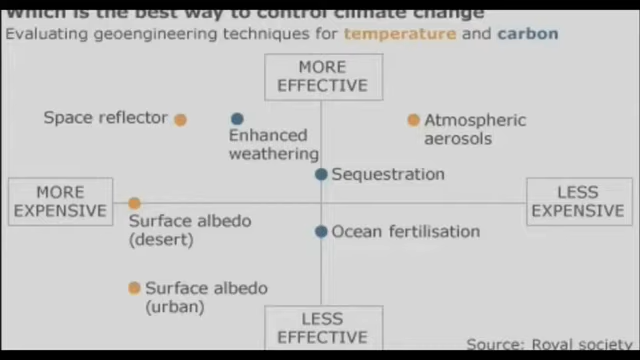 Which is the best way to control climate change
Evaluating geoengineering techniques for temperature and carbon
MORE
EFFECTIVE
Space reflector
Enhanced
weathering
Atmospheric
aerosols
Sequestration
MORE
EXPENSIVE
LESS
EXPENSIVE
Surface albedo
(desert)
Ocean fertilisation
Surface albedo
(urban)
LESS
EFFECTIVE
Source: Royal society